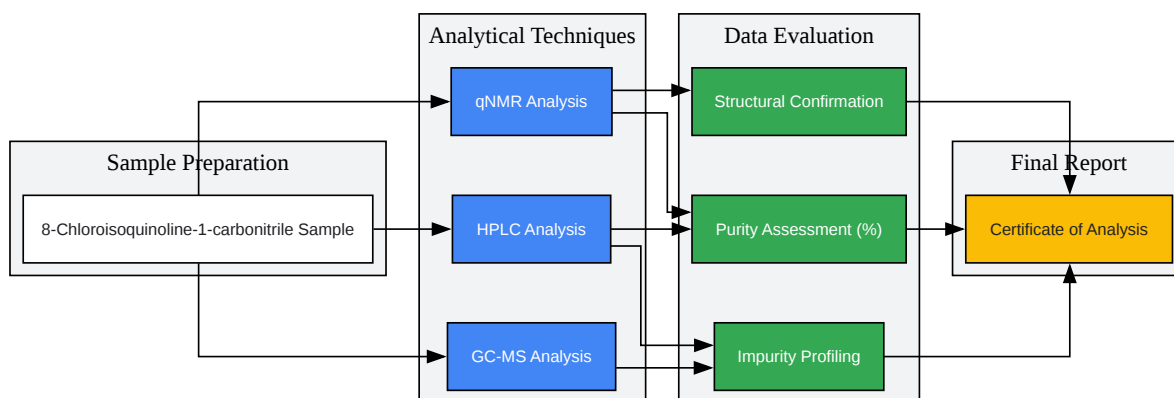 Analytical Techniques
Data Evaluation
qNMR Analysis
Structural Confirmation
Sample Preparation
Final Report
8-Chloroisoquinoline-1-carbonitrile Sample
HPLC Analysis
Purity Assessment (%)
Certificate of Analysis
GC-MS Analysis
Impurity Profiling